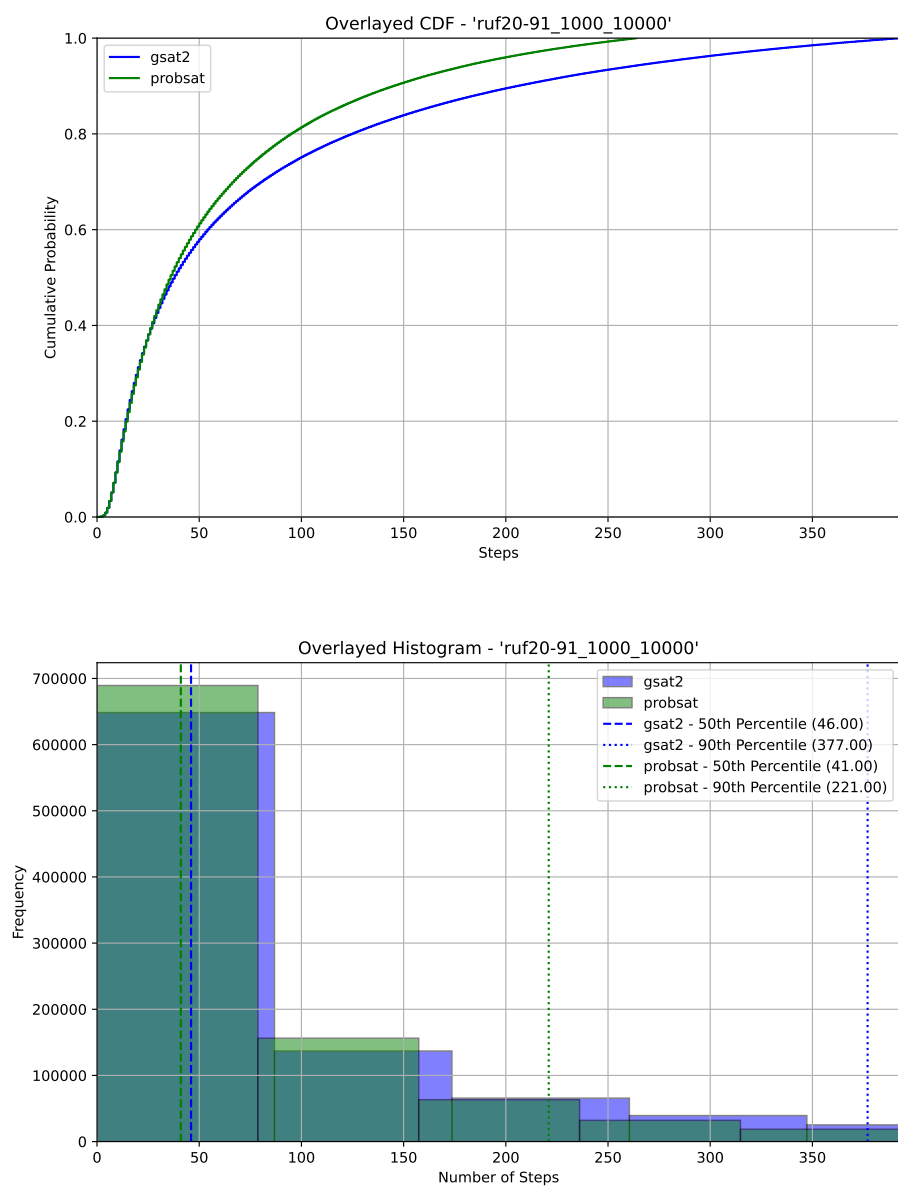 Overlayed CDF - 'ruf20-91_1000_10000'
1.0
0.8
0.6
0.4
0.2
0.0
Cumulative Probability
gsat2
probsat
0 50 100 150 200 250 300 350
Steps
Overlayed Histogram - 'ruf20-91_1000_10000'
700000
600000
500000
400000
300000
200000
100000
0
Frequency
gsat2
probsat
gsat2 - 50th Percentile (46.00)
gsat2 - 90th Percentile (377.00)
probsat - 50th Percentile (41.00)
probsat - 90th Percentile (221.00)
0 50 100 150 200 250 300 350
Number of Steps